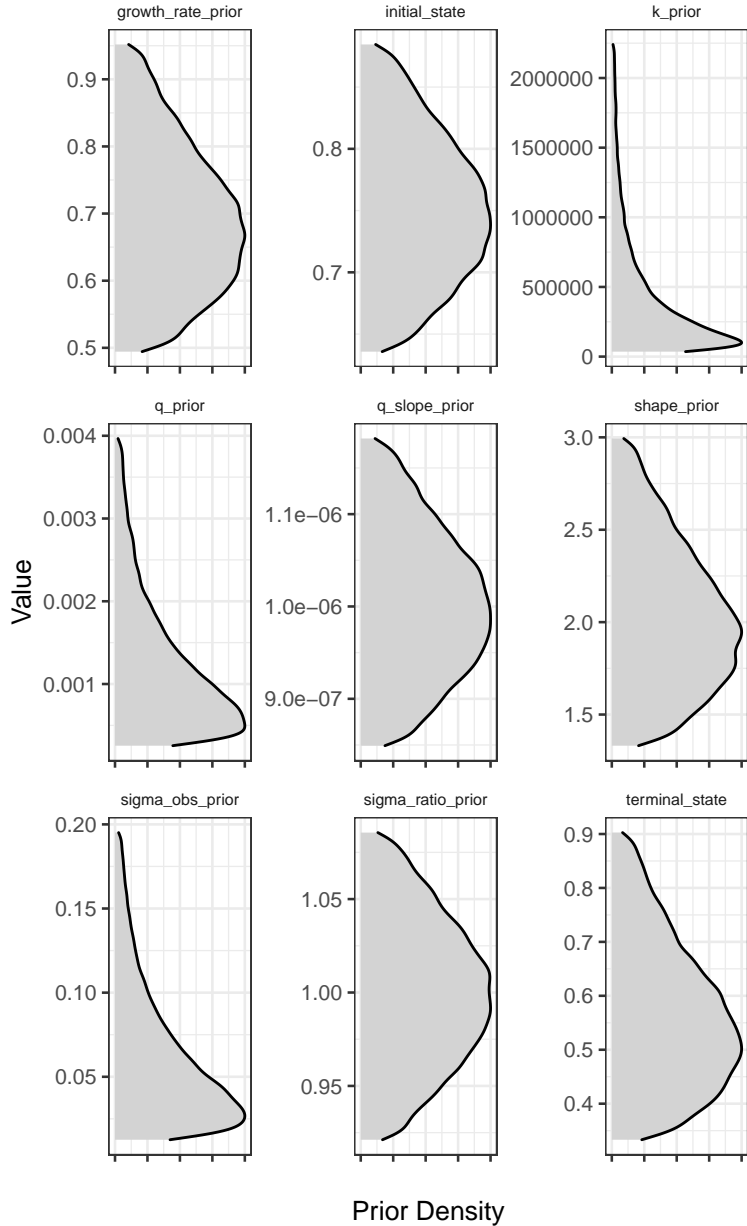 growth_rate_prior initial_state k_prior
0.9 2000000
0.8 0.8 1500000
0.7 1000000
0.6 0.7 500000
0.5 0
q_prior q_slope_prior shape_prior
0.004 3.0
0.003 1.1e−06 2.5
0.002 1.0e−06 2.0
0.001 9.0e−07 1.5
Value
sigma_obs_prior sigma_ratio_prior terminal_state
0.20 0.9
0.15 1.05 0.8
0.7
0.10 1.00 0.6
0.05 0.95 0.5
0.4
Prior Density